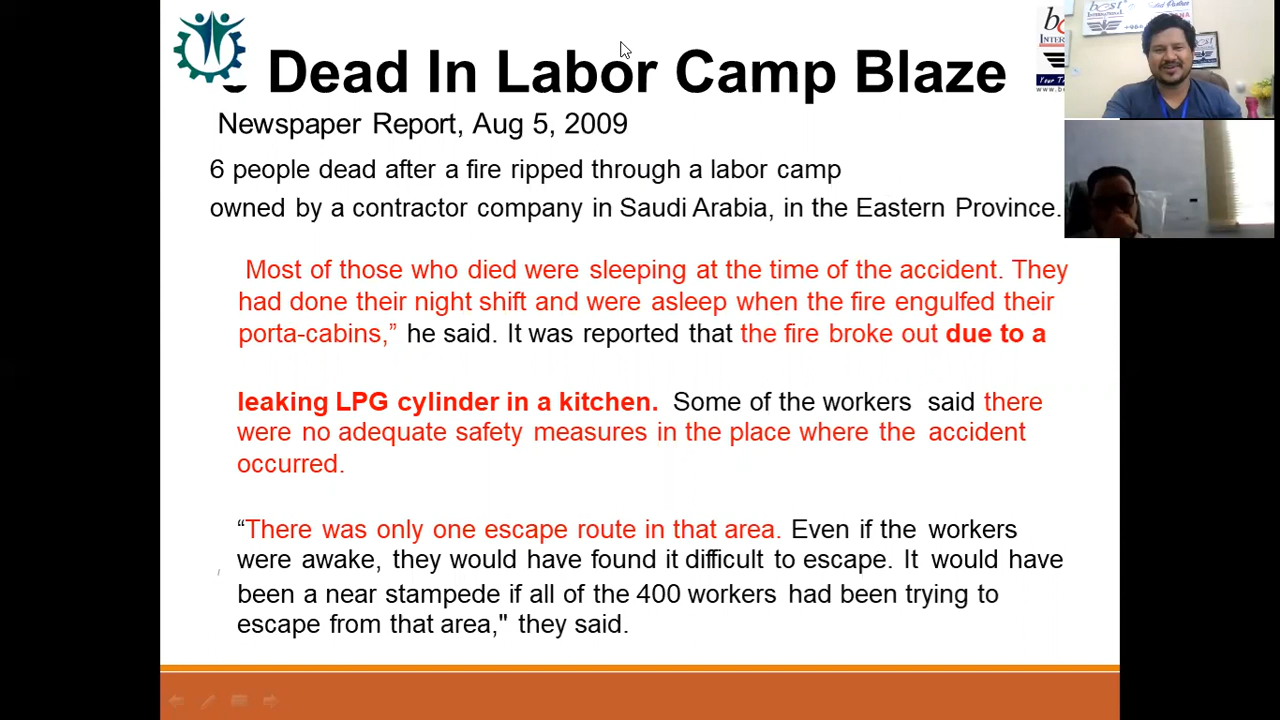 Dead In Labor Camp Blaze
Newspaper Report, Aug 5, 2009
6 people dead after a fire ripped through a labor camp
owned by a contractor company in Saudi Arabia, in the Eastern Province.
Most of those who died were sleeping at the time of the accident. They
had done their night shift and were asleep when the fire engulfed their
porta-cabins,” he said. It was reported that the fire broke out due to a
leaking LPG cylinder in a kitchen. Some of the workers said there
were no adequate safety measures in the place where the accident
occurred.
“There was only one escape route in that area. Even if the workers
were awake, they would have found it difficult to escape. It would have
been a near stampede if all of the 400 workers had been trying to
escape from that area," they said.